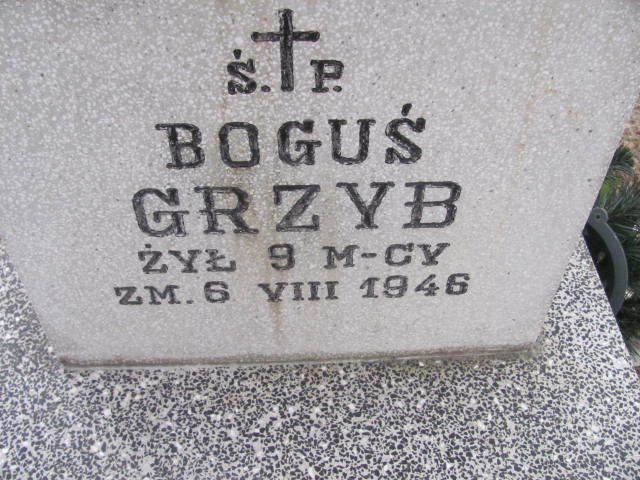 Ś. P.
BOGUŚ
GRZYB
ŻYŁ 9 M-CY
ZM. 6 VIII 1946